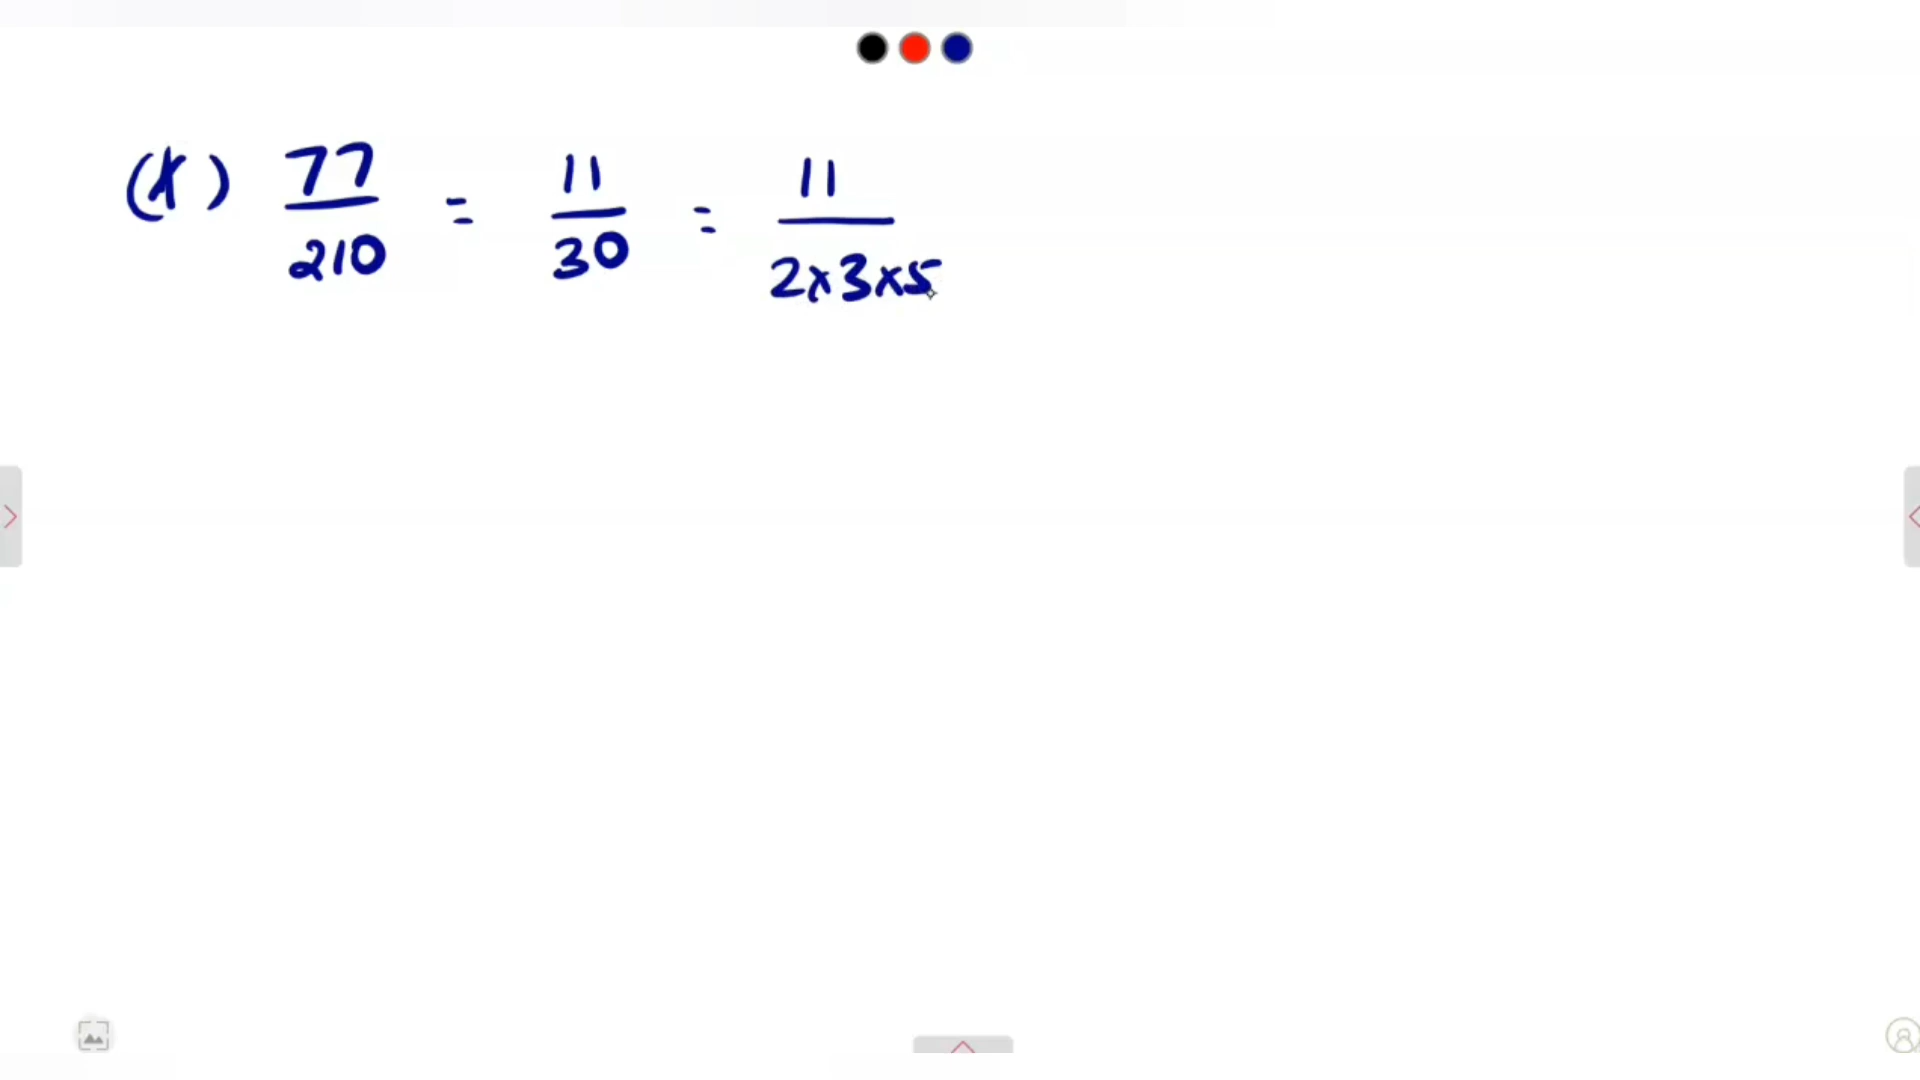 (x) 77/210 = 11/30 = 11/2x3x5